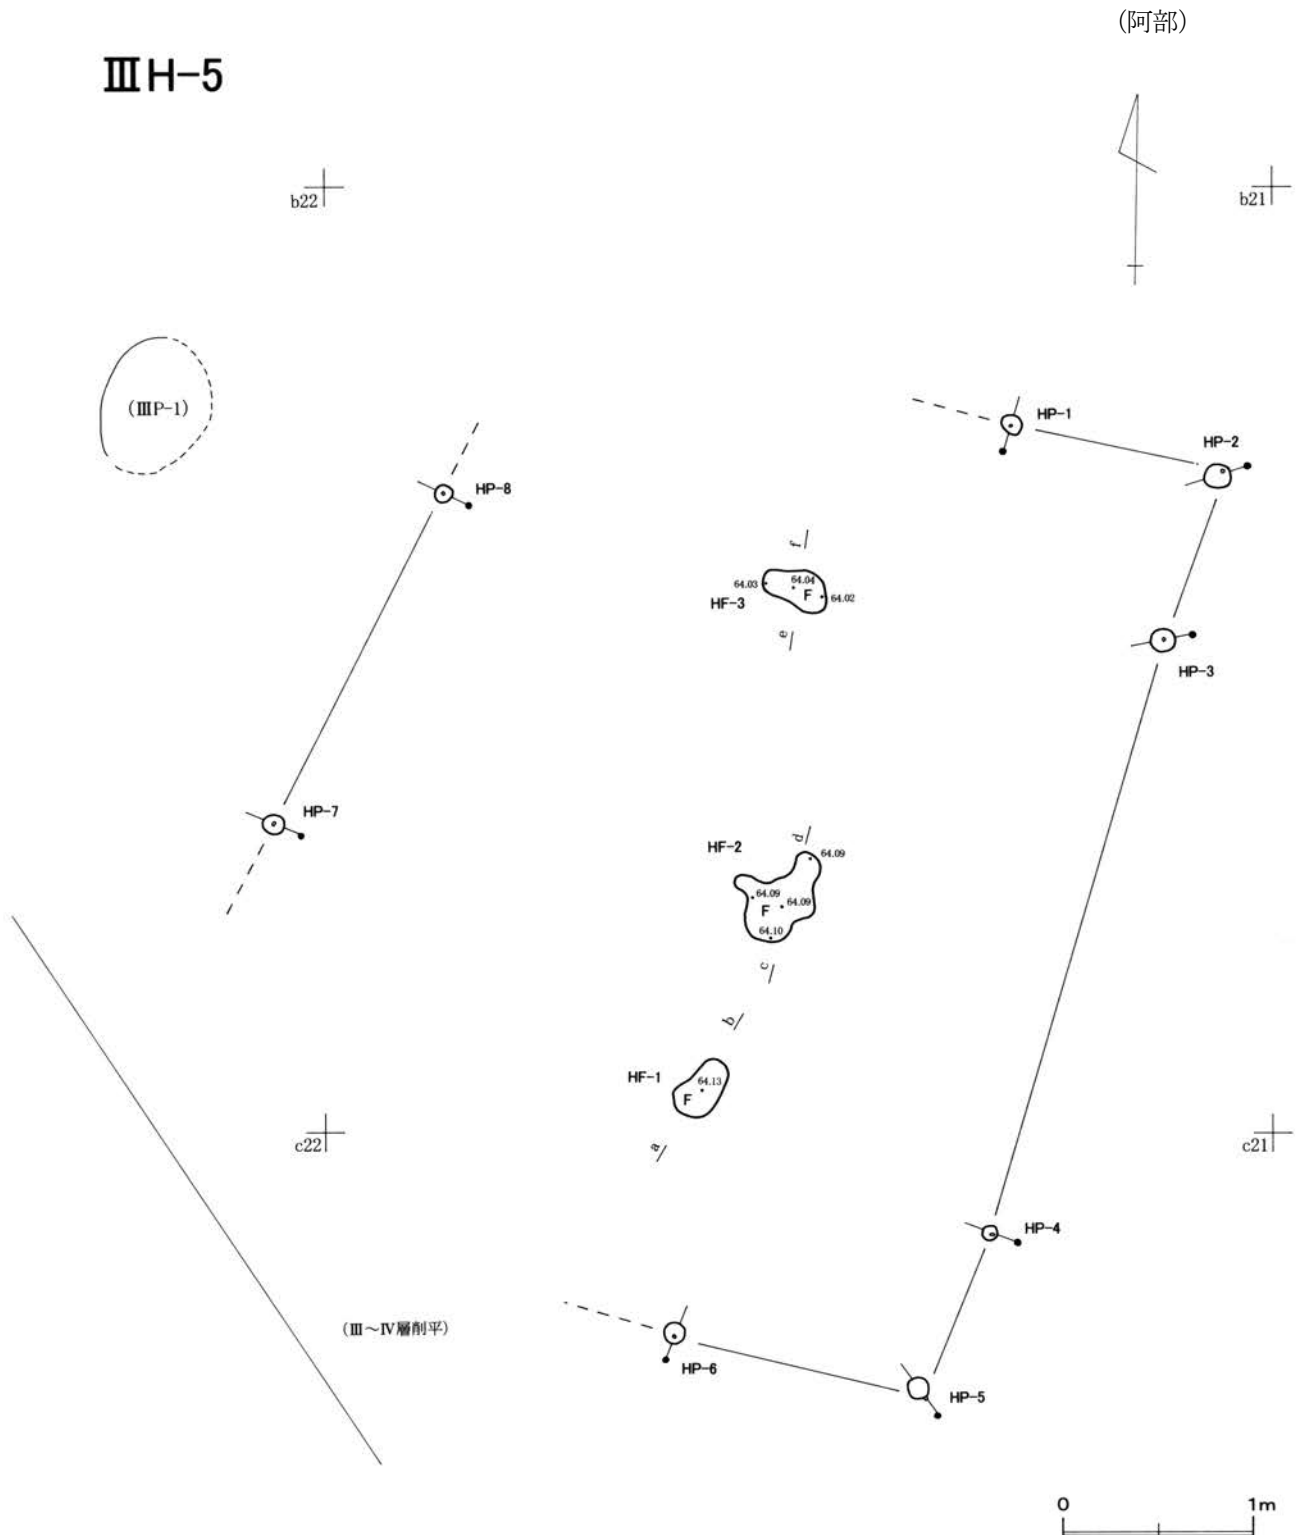 (阿部)
ⅢH-5
b22
b21
(ⅢP-1)
HP-1
HP-2
HP-8
f
64.03
64.04
F
64.02
HF-3
e
HP-3
HP-7
HF-2
d
64.09
64.09
64.09
F
64.10
c
b
HF-1
64.13
F
a
c22
c21
HP-4
(Ⅲ～Ⅳ層削平)
HP-6
HP-5
0
1m